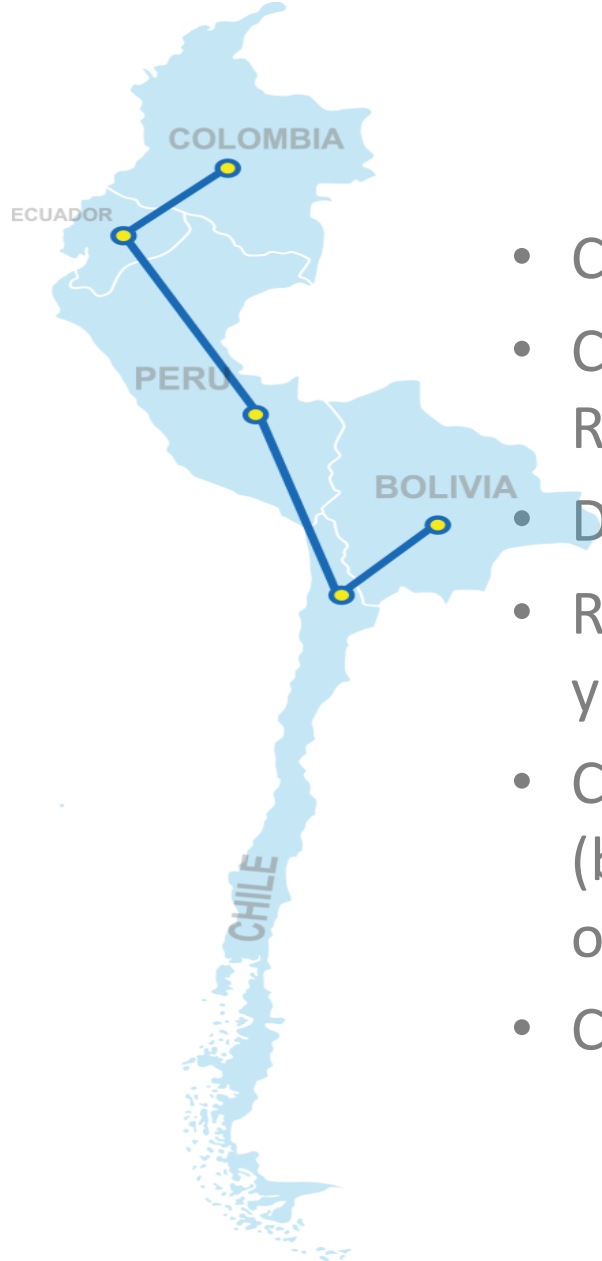 COLOMBIA
ECUADOR
PERU
BOLIVIA
CHILE
• C
• C
R
• D
• R
y
• C
(b
o
• C